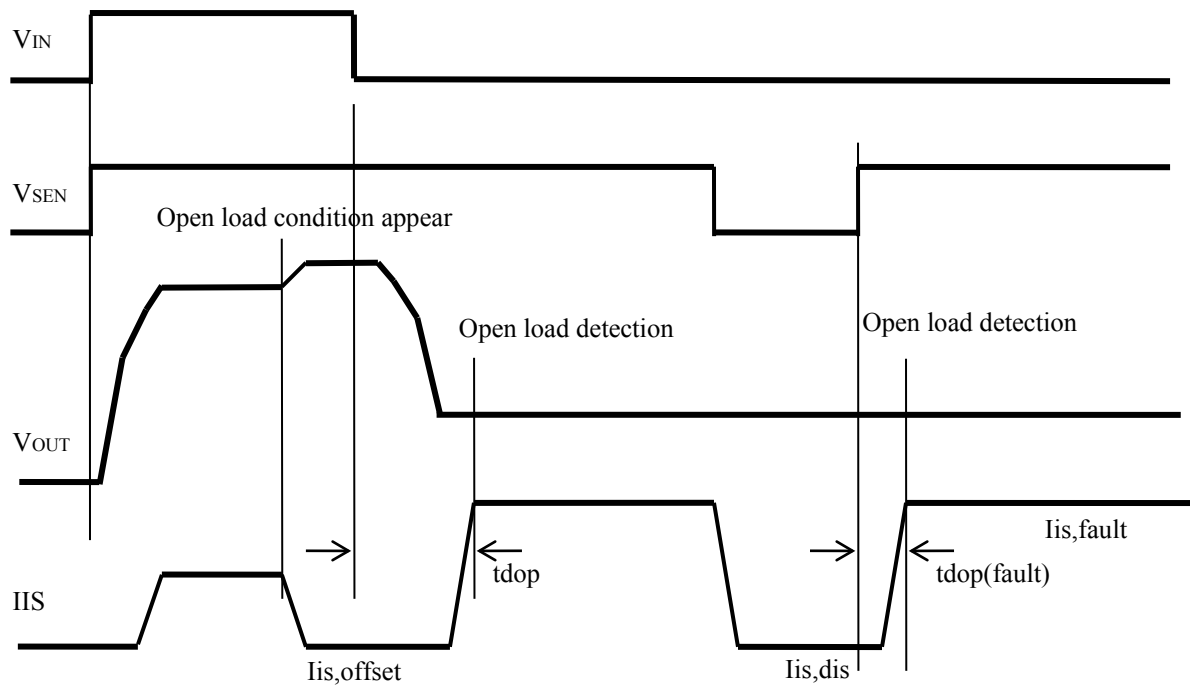 VIN
VSEN
Open load condition appear
Open load detection
Open load detection
VOUT
Iis,fault
tdop
tdop(fault)
IIS
Iis,offset
Iis,dis